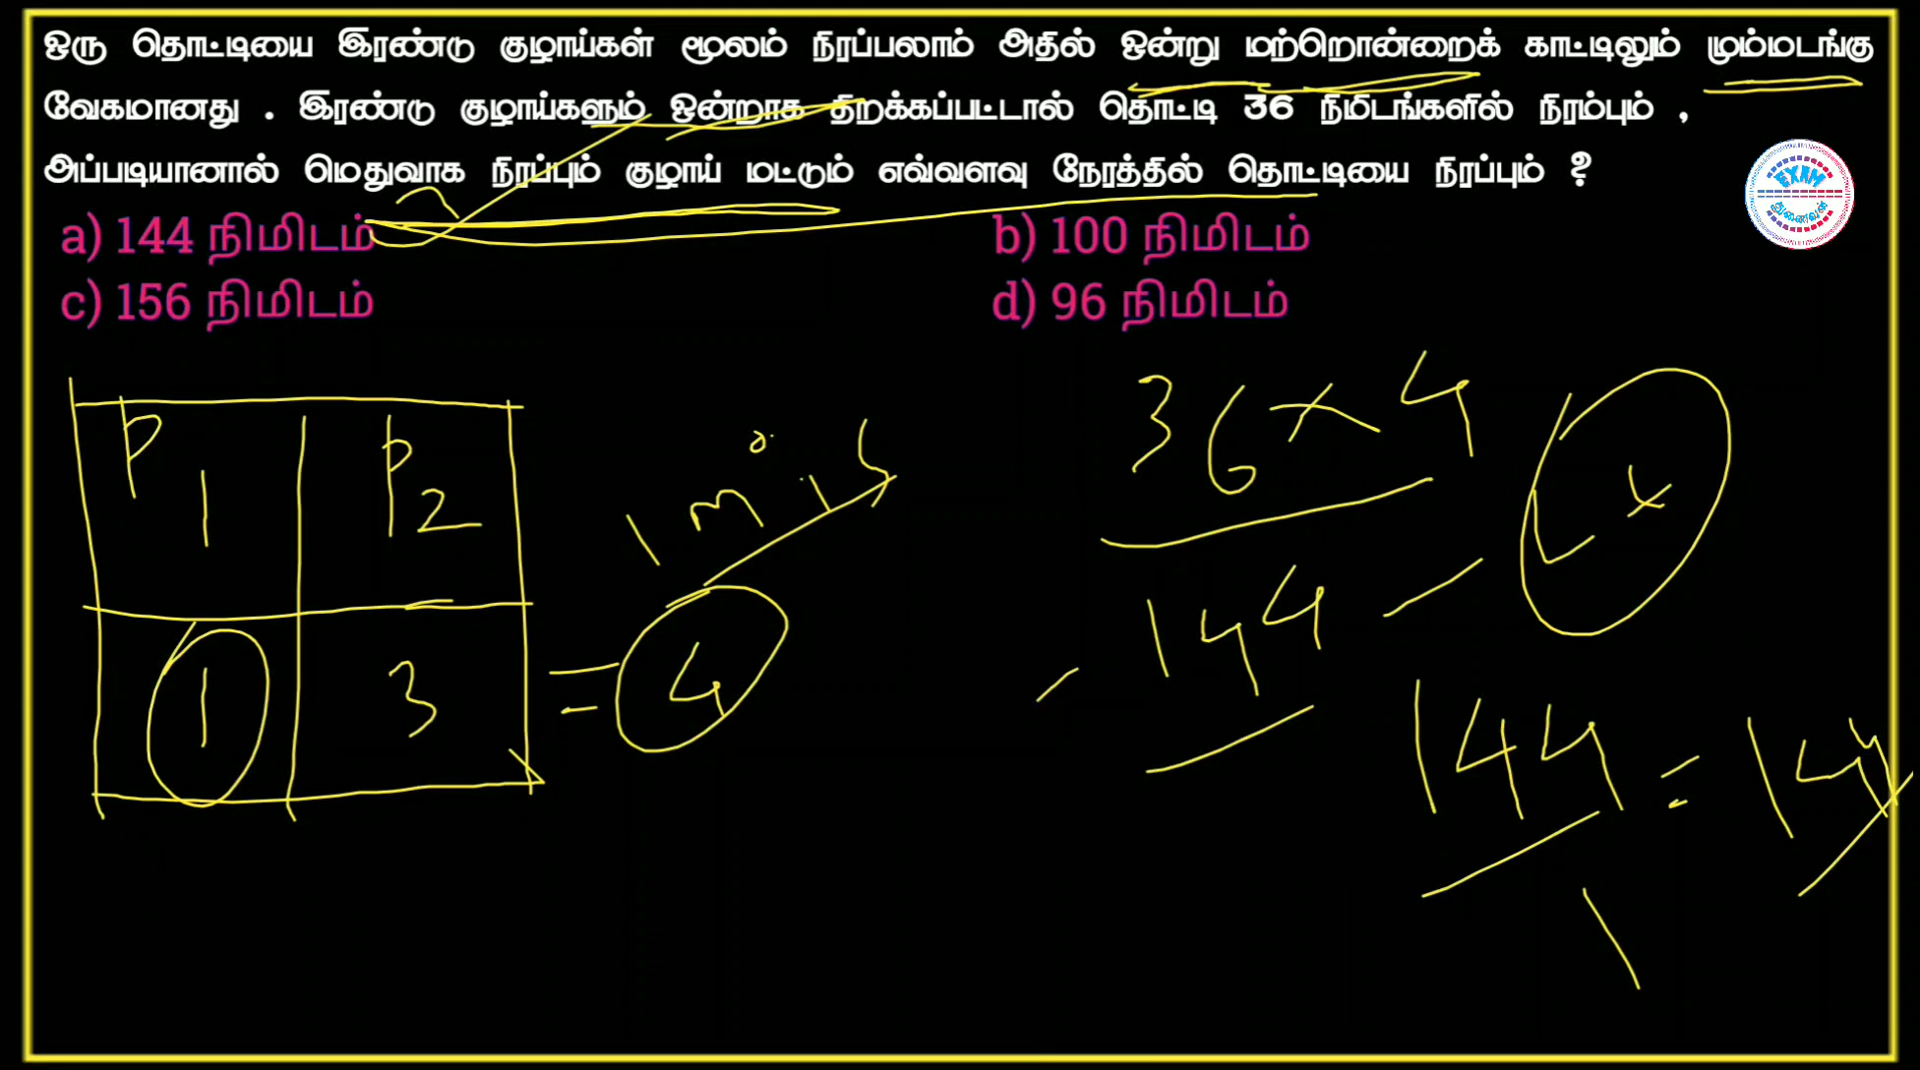 ஒரு தொட்டியை இரண்டு குழாய்கள் மூலம் நிரப்பலாம் அதில் ஒன்று மற்றொன்றைக் காட்டிலும் மும்மடங்கு
வேகமானது . இரண்டு குழாய்களும் ஒன்றாக திறக்கப்பட்டால் தொட்டி 36 நிமிடங்களில் நிரம்பும் ,
அப்படியானால் மெதுவாக நிரப்பும் குழாய் மட்டும் எவ்வளவு நேரத்தில் தொட்டியை நிரப்பும் ?
EXAM
a) 144 நிமிடம் b) 100 நிமிடம்
c) 156 நிமிடம் d) 96 நிமிடம்
P1 P2
1 3 = 4
36 × 4
144
144 = 144
1